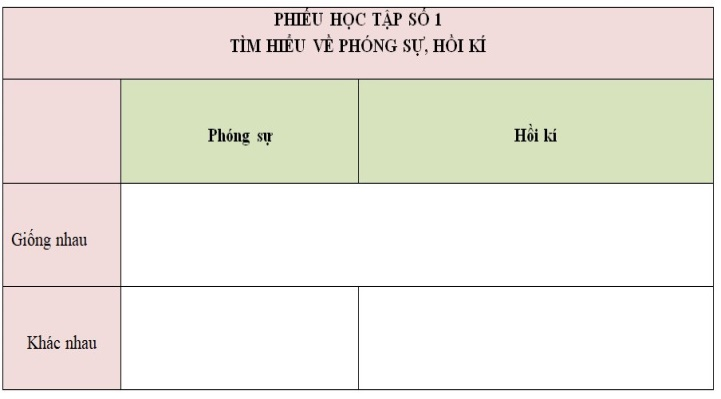 PHIẾU HỌC TẬP SỐ 1
TÌM HIỂU VỀ PHÓNG SỰ, HỒI KÍ
Phóng sự
Hồi kí
Giống nhau
Khác nhau